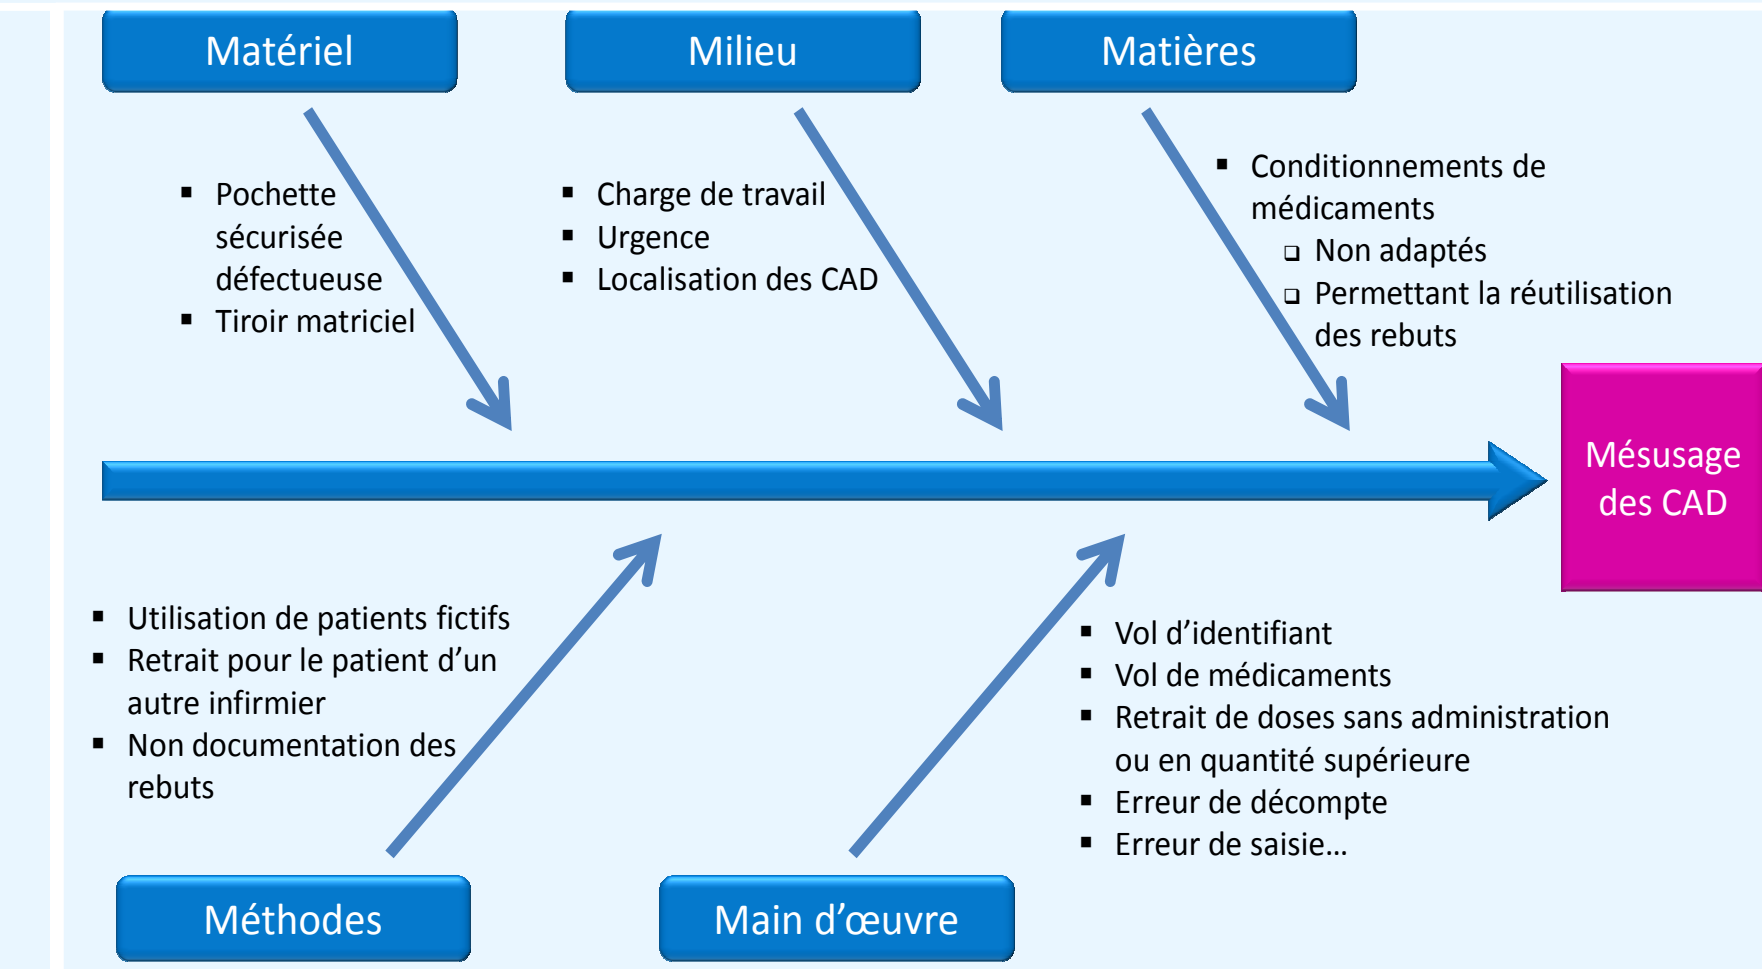 Matériel
Milieu
Matières
▪ Pochette
sécurisée
défectueuse
▪ Tiroir matriciel
▪ Charge de travail
▪ Urgence
▪ Localisation des CAD
▪ Conditionnements de
médicaments
❑ Non adaptés
❑ Permettant la réutilisation
des rebuts
Mésusage
des CAD
▪ Utilisation de patients fictifs
▪ Retrait pour le patient d’un
autre infirmier
▪ Non documentation des
rebuts
▪ Vol d’identifiant
▪ Vol de médicaments
▪ Retrait de doses sans administration
ou en quantité supérieure
▪ Erreur de décompte
▪ Erreur de saisie…
Méthodes
Main d’œuvre